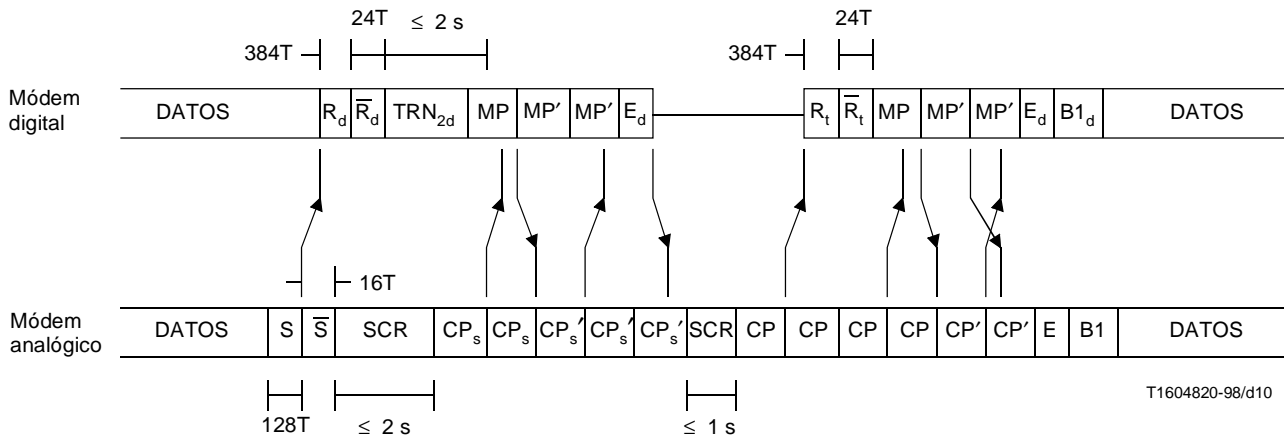 24T ≤ 2 s 24T
384T 384T
Módem digital
DATOS R_d R̅_d TRN_2d MP MP′ MP′ E_d R_t R̅_t MP MP′ MP′ E_d B1_d DATOS
16T
Módem analógico
DATOS S S̅ SCR CP_s CP_s CP_s′ CP_s′ CP_s′ SCR CP CP CP CP CP′ CP′ E B1 DATOS
128T ≤ 2 s ≤ 1 s
T1604820-98/d10